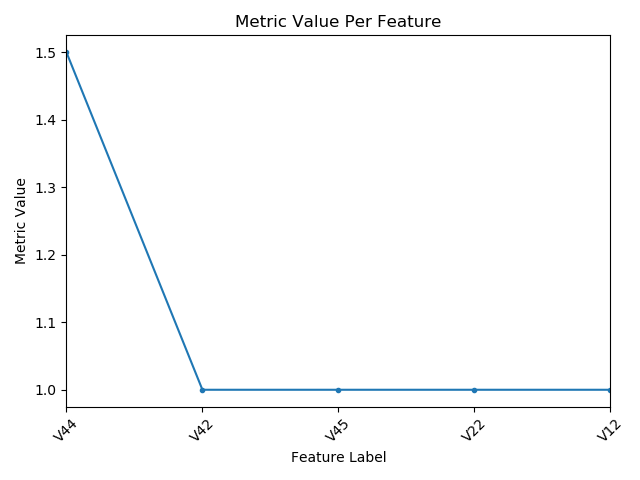 Metric Value Per Feature
Metric Value
1.5
1.4
1.3
1.2
1.1
1.0
V44
V42
V45
V22
V12
Feature Label